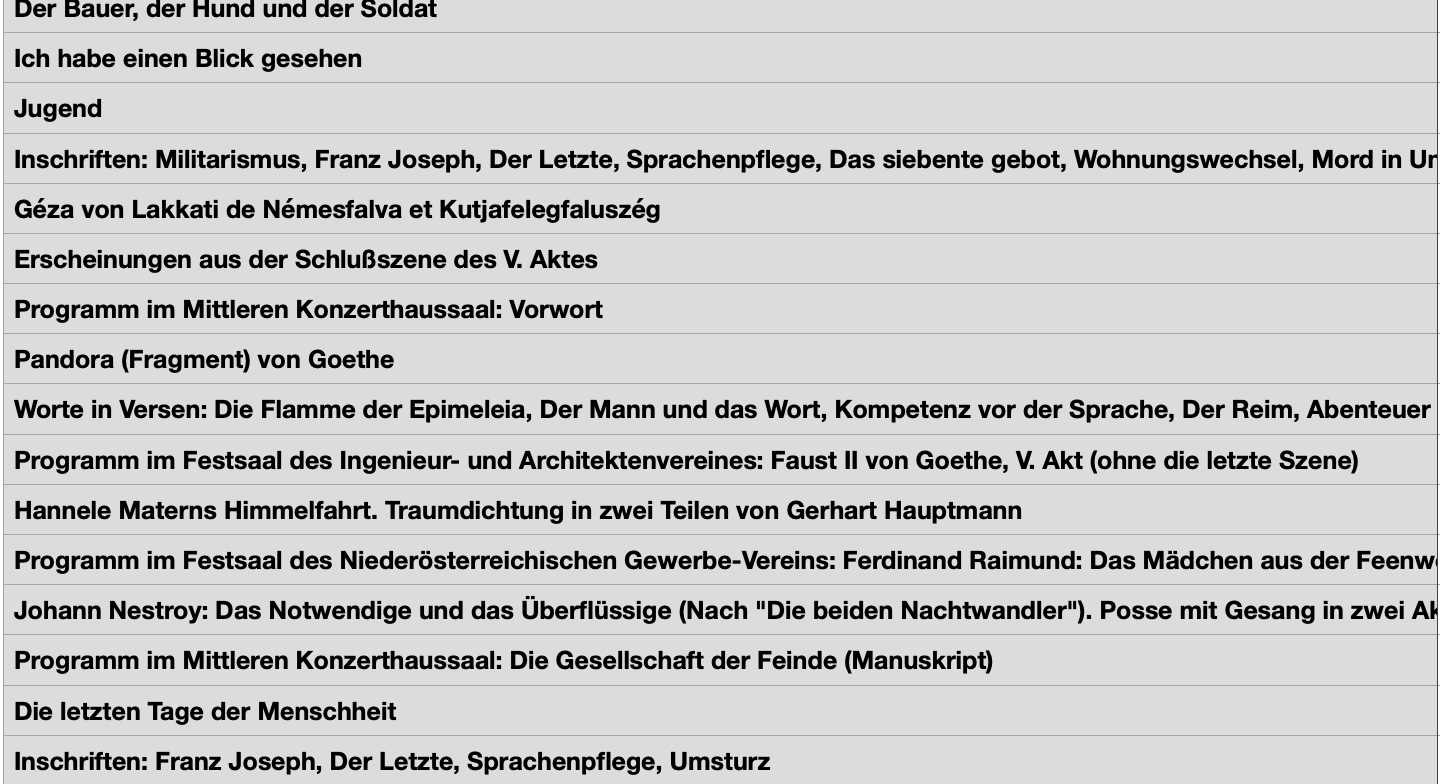 Der Bauer, der Hund und der Soldat
Ich habe einen Blick gesehen
Jugend
Inschriften: Militarismus, Franz Joseph, Der Letzte, Sprachenpflege, Das siebente gebot, Wohnungswechsel, Mord in
Géza von Lakkati de Némesfalva et Kutjafelegfaluszég
Erscheinungen aus der Schlußszene des V. Aktes
Programm im Mittleren Konzerthaussaal: Vorwort
Pandora (Fragment) von Goethe
Worte in Versen: Die Flamme der Epimeleia, Der Mann und das Wort, Kompetenz vor der Sprache, Der Reim, Abenteuer
Programm im Festsaal des Ingenieur- und Architektenvereines: Faust II von Goethe, V. Akt (ohne die letzte Szene)
Hannele Materns Himmelfahrt. Traumdichtung in zwei Teilen von Gerhart Hauptmann
Programm im Festsaal des Niederösterreichischen Gewerbe-Vereins: Ferdinand Raimund: Das Mädchen aus der
Johann Nestroy: Das Notwendige und das Überflüssige (Nach "Die beiden Nachtwandler"). Posse mit Gesang in zwei
Programm im Mittleren Konzerthaussaal: Die Gesellschaft der Feinde (Manuskript)
Die letzten Tage der Menschheit
Inschriften: Franz Joseph, Der Letzte, Sprachenpflege, Umsturz